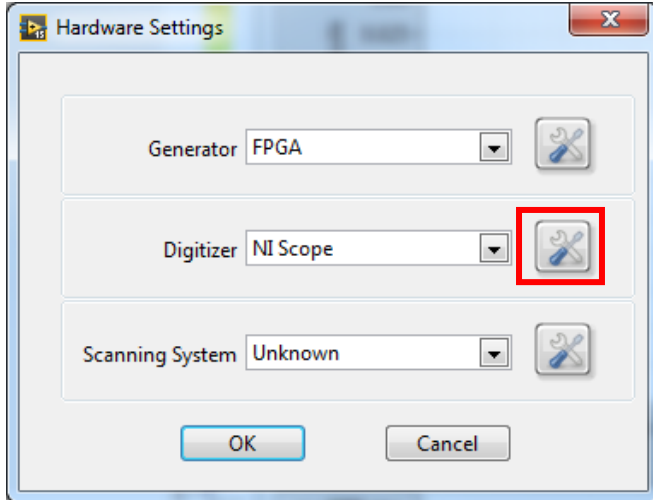 Hardware Settings
Generator FPGA
Digitizer NI Scope
Scanning System Unknown
OK Cancel